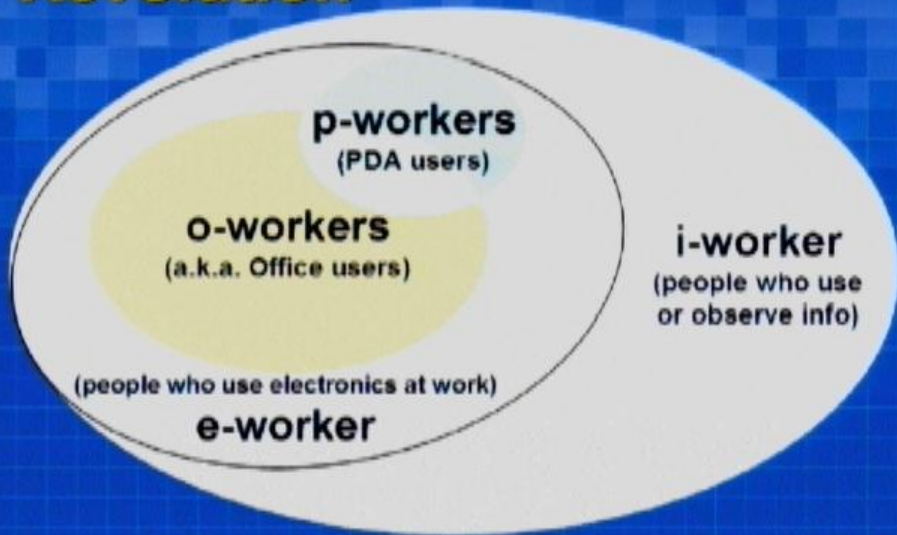 p-workers
(PDA users)
o-workers
(a.k.a. Office users)
i-worker
(people who use
or observe info)
(people who use electronics at work)
e-worker